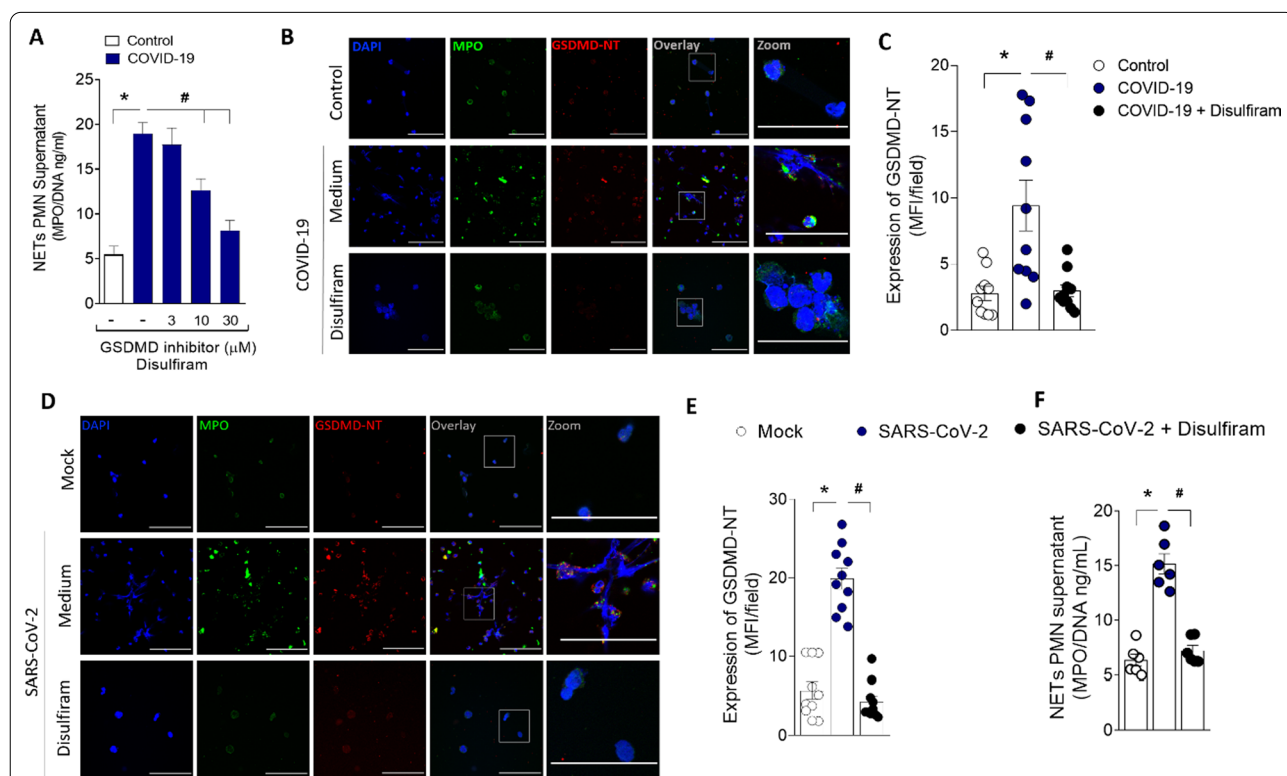 A
Control
COVID-19
NETs PMN Supernatant
(MPO/DNA ng/ml)
25
20
15
10
5
0
* #
- - 3 10 30
GSDMD inhibitor (μM)
Disulfiram
B
DAPI MPO GSDMD-NT Overlay Zoom
Control
COVID-19
Medium
Disulfiram
C
Control
COVID-19
COVID-19 + Disulfiram
Expression of GSDMD-NT
(MFI/field)
20
15
10
5
0
* #
D
DAPI MPO GSDMD-NT Overlay Zoom
Mock
SARS-CoV-2
Medium
Disulfiram
E
F
Mock SARS-CoV-2 SARS-CoV-2 + Disulfiram
Expression of GSDMD-NT
(MFI/field)
30
20
10
0
* #
NETs PMN supernatant
(MPO/DNA ng/mL)
20
15
10
5
0
* #